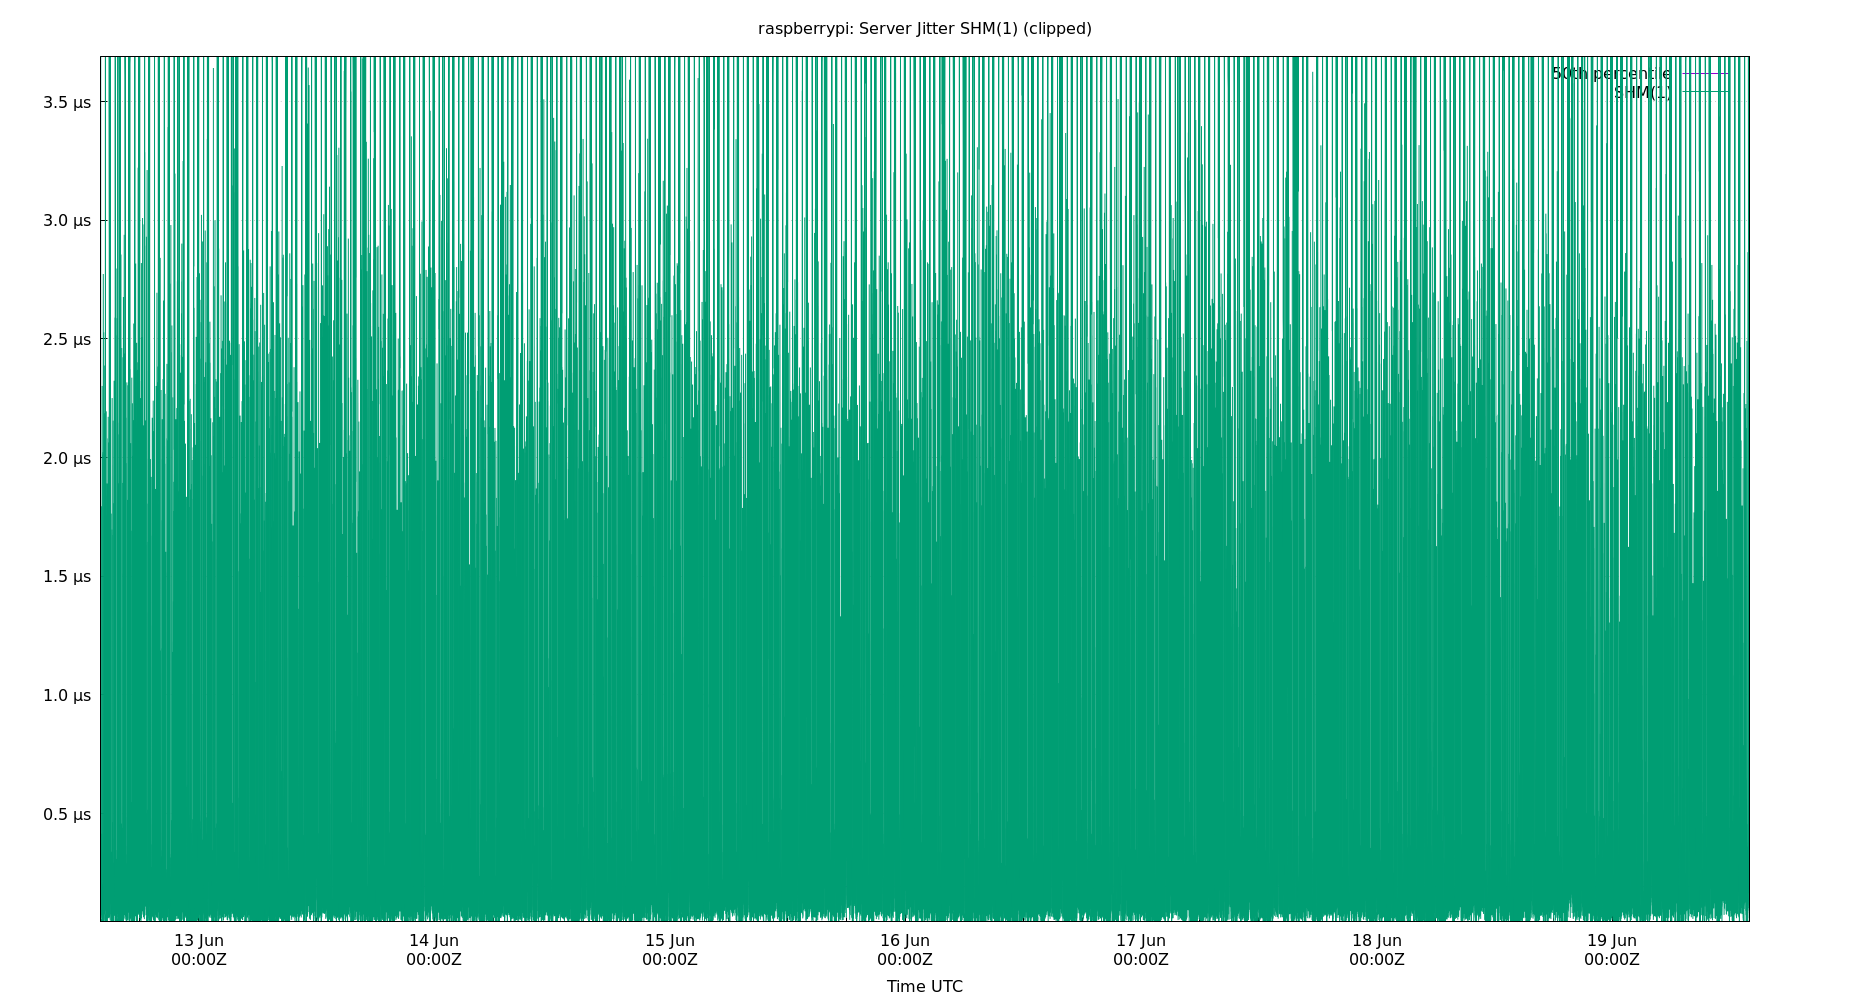 raspberrypi: Server Jitter SHM(1) (clipped)
50th percentile
SHM(1)
3.5 μs
3.0 μs
2.5 μs
2.0 μs
1.5 μs
1.0 μs
0.5 μs
13 Jun 14 Jun 15 Jun 16 Jun 17 Jun 18 Jun 19 Jun
00:00Z 00:00Z 00:00Z 00:00Z 00:00Z 00:00Z 00:00Z
Time UTC